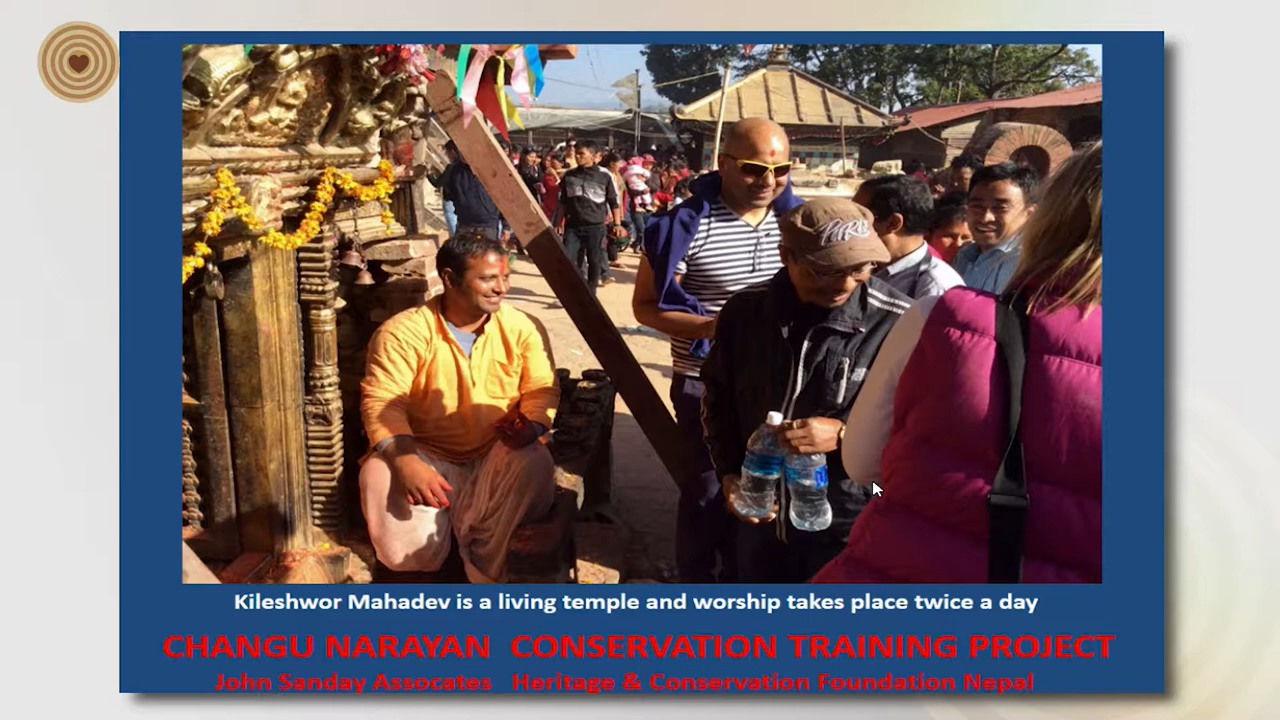 PARIS
Kileshwor Mahadev is a living temple and worship takes place twice a day
CHANGU NARAYAN CONSERVATION TRAINING PROJECT
John Sanday Assocates Heritage & Conservation Foundation Nepal